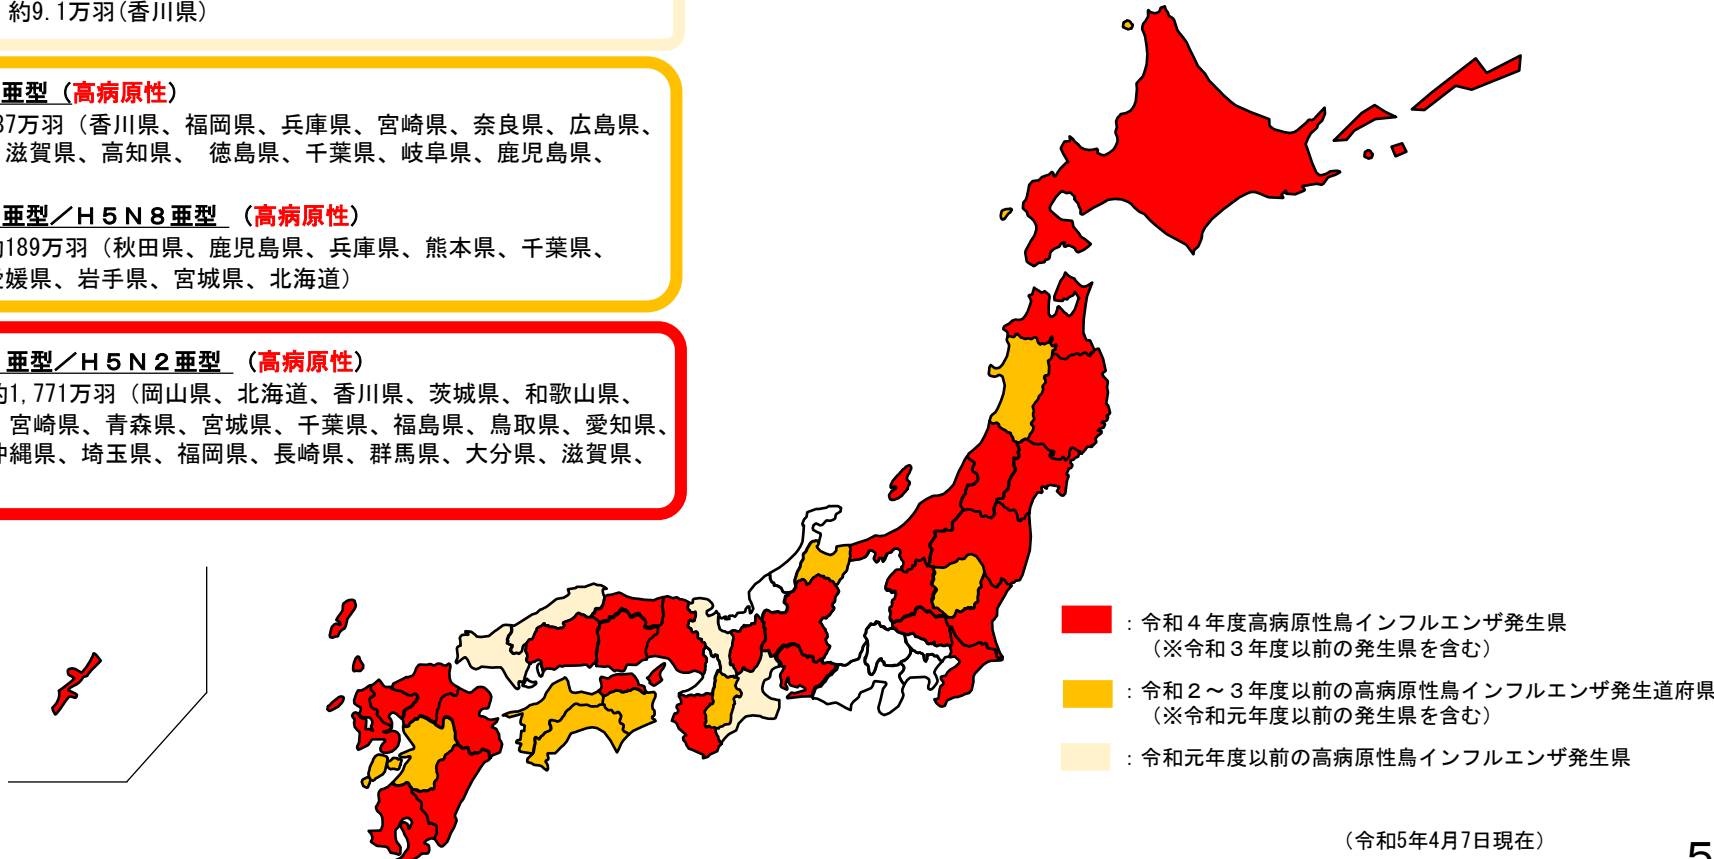 約9.1万羽(香川県)
亜型（高病原性）
37万羽（香川県、福岡県、兵庫県、宮崎県、奈良県、広島県、
滋賀県、高知県、 徳島県、千葉県、岐阜県、鹿児島県、
亜型／Ｈ５Ｎ８亜型 （高病原性）
約189万羽（秋田県、鹿児島県、兵庫県、熊本県、千葉県、
愛媛県、岩手県、宮城県、北海道）
亜型／Ｈ５Ｎ２亜型 （高病原性）
約1,771万羽（岡山県、北海道、香川県、茨城県、和歌山県、
宮崎県、青森県、宮城県、千葉県、福島県、鳥取県、愛知県、
沖縄県、埼玉県、福岡県、長崎県、群馬県、大分県、滋賀県、
：令和４年度高病原性鳥インフルエンザ発生県
（※令和３年度以前の発生県を含む）
：令和２～３年度以前の高病原性鳥インフルエンザ発生道府県
（※令和元年度以前の発生県を含む）
：令和元年度以前の高病原性鳥インフルエンザ発生県
（令和5年4月7日現在）
5